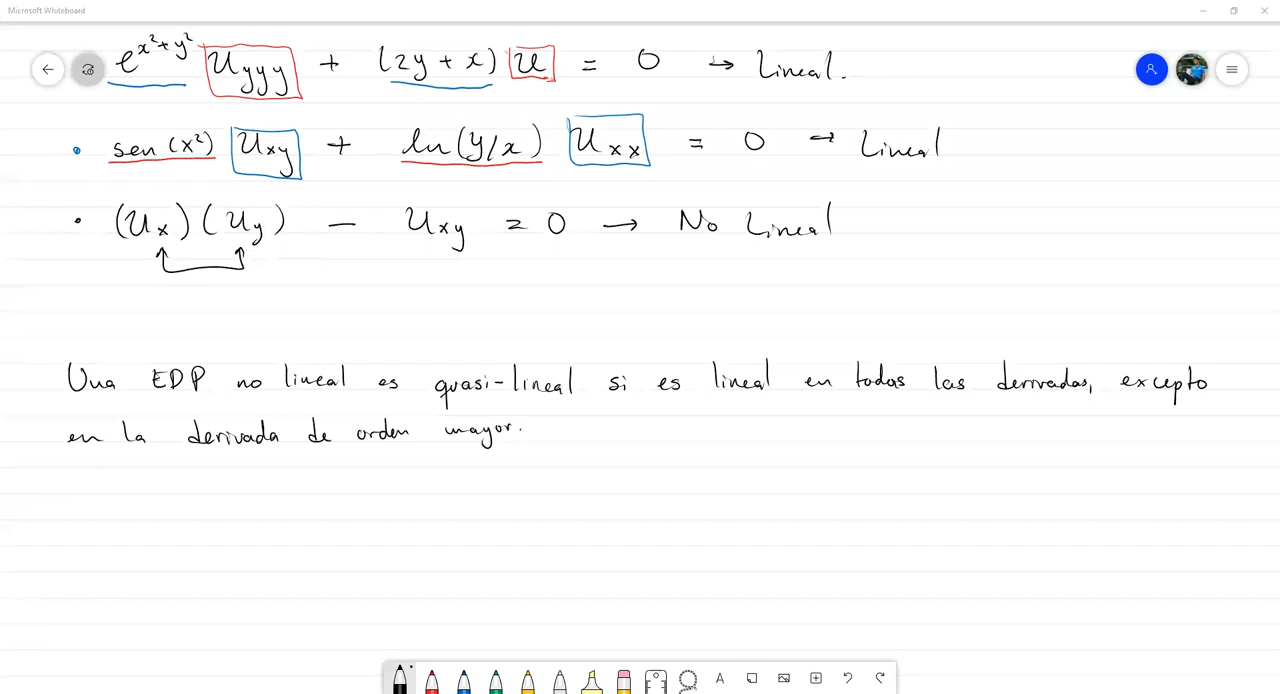 Microsoft Whiteboard
e^{x²+y²} u_{yyy} + (2y + x) u = 0 → Lineal.
• sen(x²) u_{xy} + ln(y/x) u_{xx} = 0 → Lineal
• (u_x)(u_y) − u_{xy} = 0 → No Lineal
Una EDP no lineal es quasi-lineal si es lineal en todas las derivadas, excepto
en la derivada de orden mayor.
A